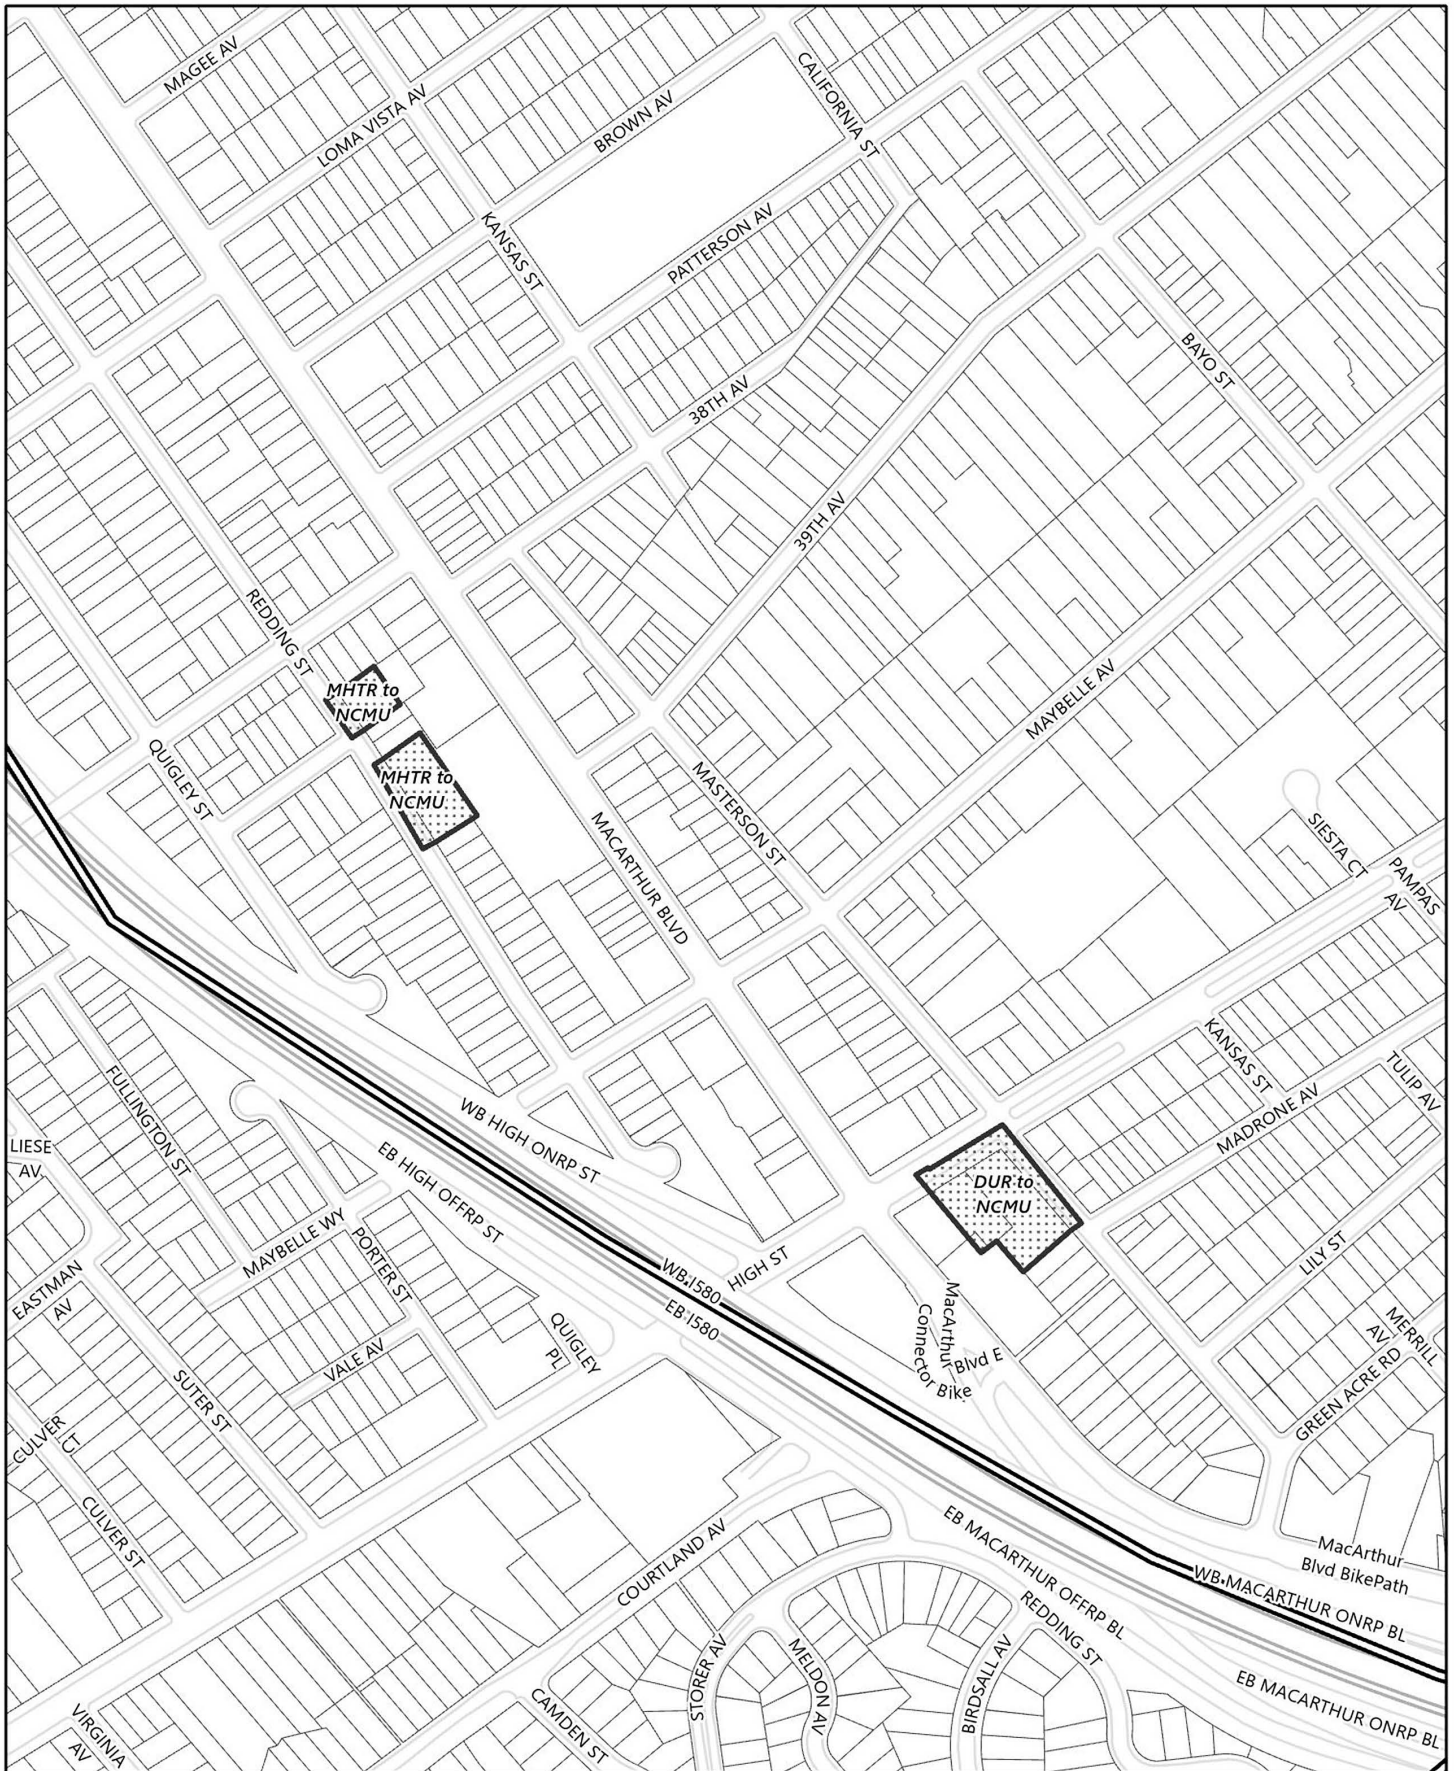 MAGEE AV
CALIFORNIA ST
LOMA VISTA AV
BROWN AV
KANSAS ST
PATTERSON AV
BAYO ST
38TH AV
39TH AV
REDDING ST
MHTR to
NCMU
MAYBELLE AV
QUIGLEY ST
MHTR to
NCMU
MASTERSON ST
MACARTHUR BLVD
SIESTA CT
PAMPAS
AV
KANSAS ST
TULIP AV
FULLINGTON ST
WB HIGH ONRP ST
MADRONE AV
LIESE
AV
EB HIGH OFFRP ST
DUR to
NCMU
MAYBELLE WY
PORTER ST
HIGH ST
LILY ST
EASTMAN
AV
WB I580
EB I580
MacArthur
Blvd E
Connector Bike
QUIGLEY
PL
MERRILL
AV
VALE AV
GREEN ACRE RD
SUTER ST
CULVER
CT
CULVER ST
EB MACARTHUR OFFRP BL
COURTLAND AV
MacArthur
Blvd BikePath
WB MACARTHUR ONRP BL
REDDING ST
STORER AV
MELDON AV
BIRDSALL AV
EB MACARTHUR ONRP BL
CAMDEN ST
VIRGINIA
AV